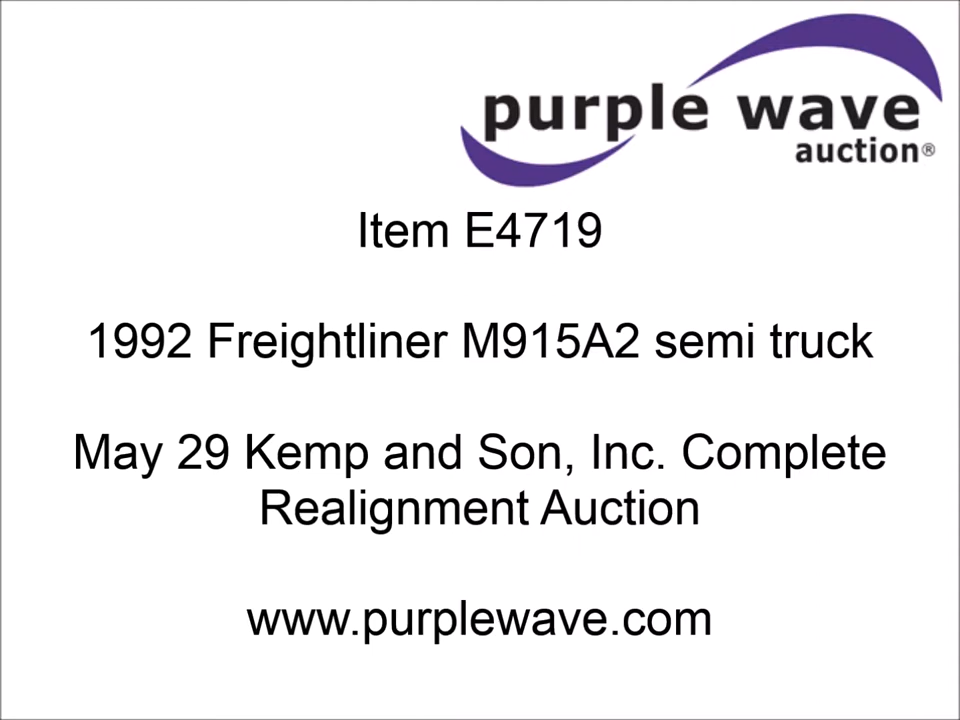 purple wave
auction®
Item E4719
1992 Freightliner M915A2 semi truck
May 29 Kemp and Son, Inc. Complete
Realignment Auction
www.purplewave.com